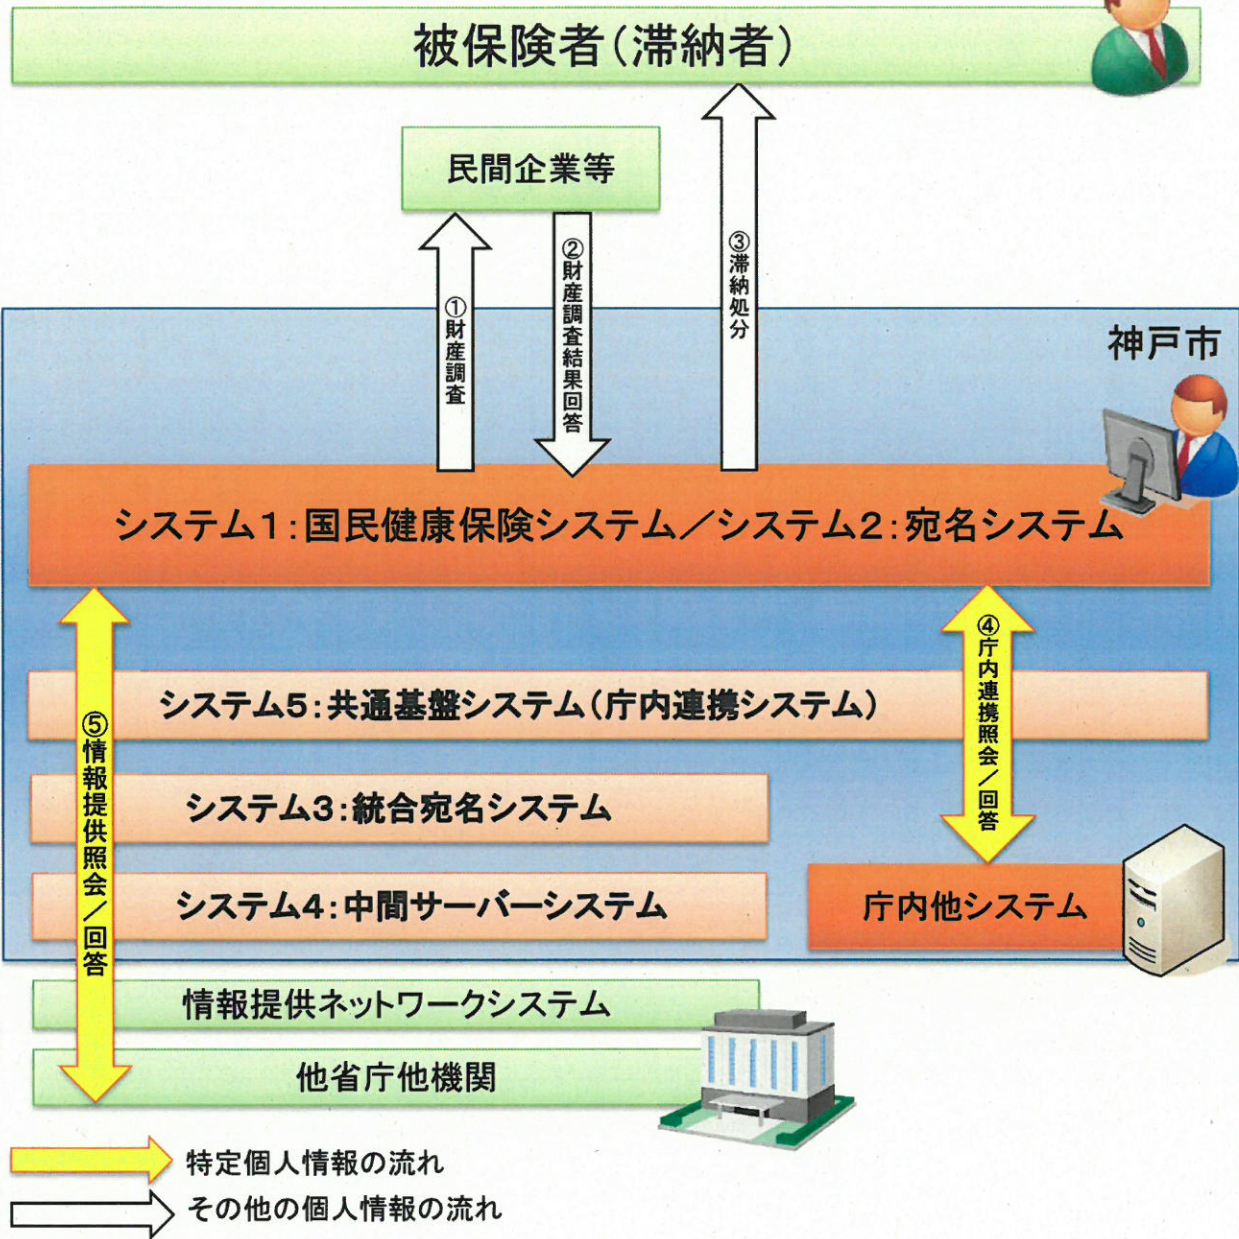 被保険者(滞納者)
民間企業等
①財産調査
②財産調査結果回答
③滞納処分
神戸市
システム1:国民健康保険システム/システム2:宛名システム
④庁内連携照会/回答
⑤情報提供照会/回答
システム5:共通基盤システム(庁内連携システム)
システム3:統合宛名システム
システム4:中間サーバーシステム
庁内他システム
情報提供ネットワークシステム
他省庁他機関
特定個人情報の流れ
その他の個人情報の流れ